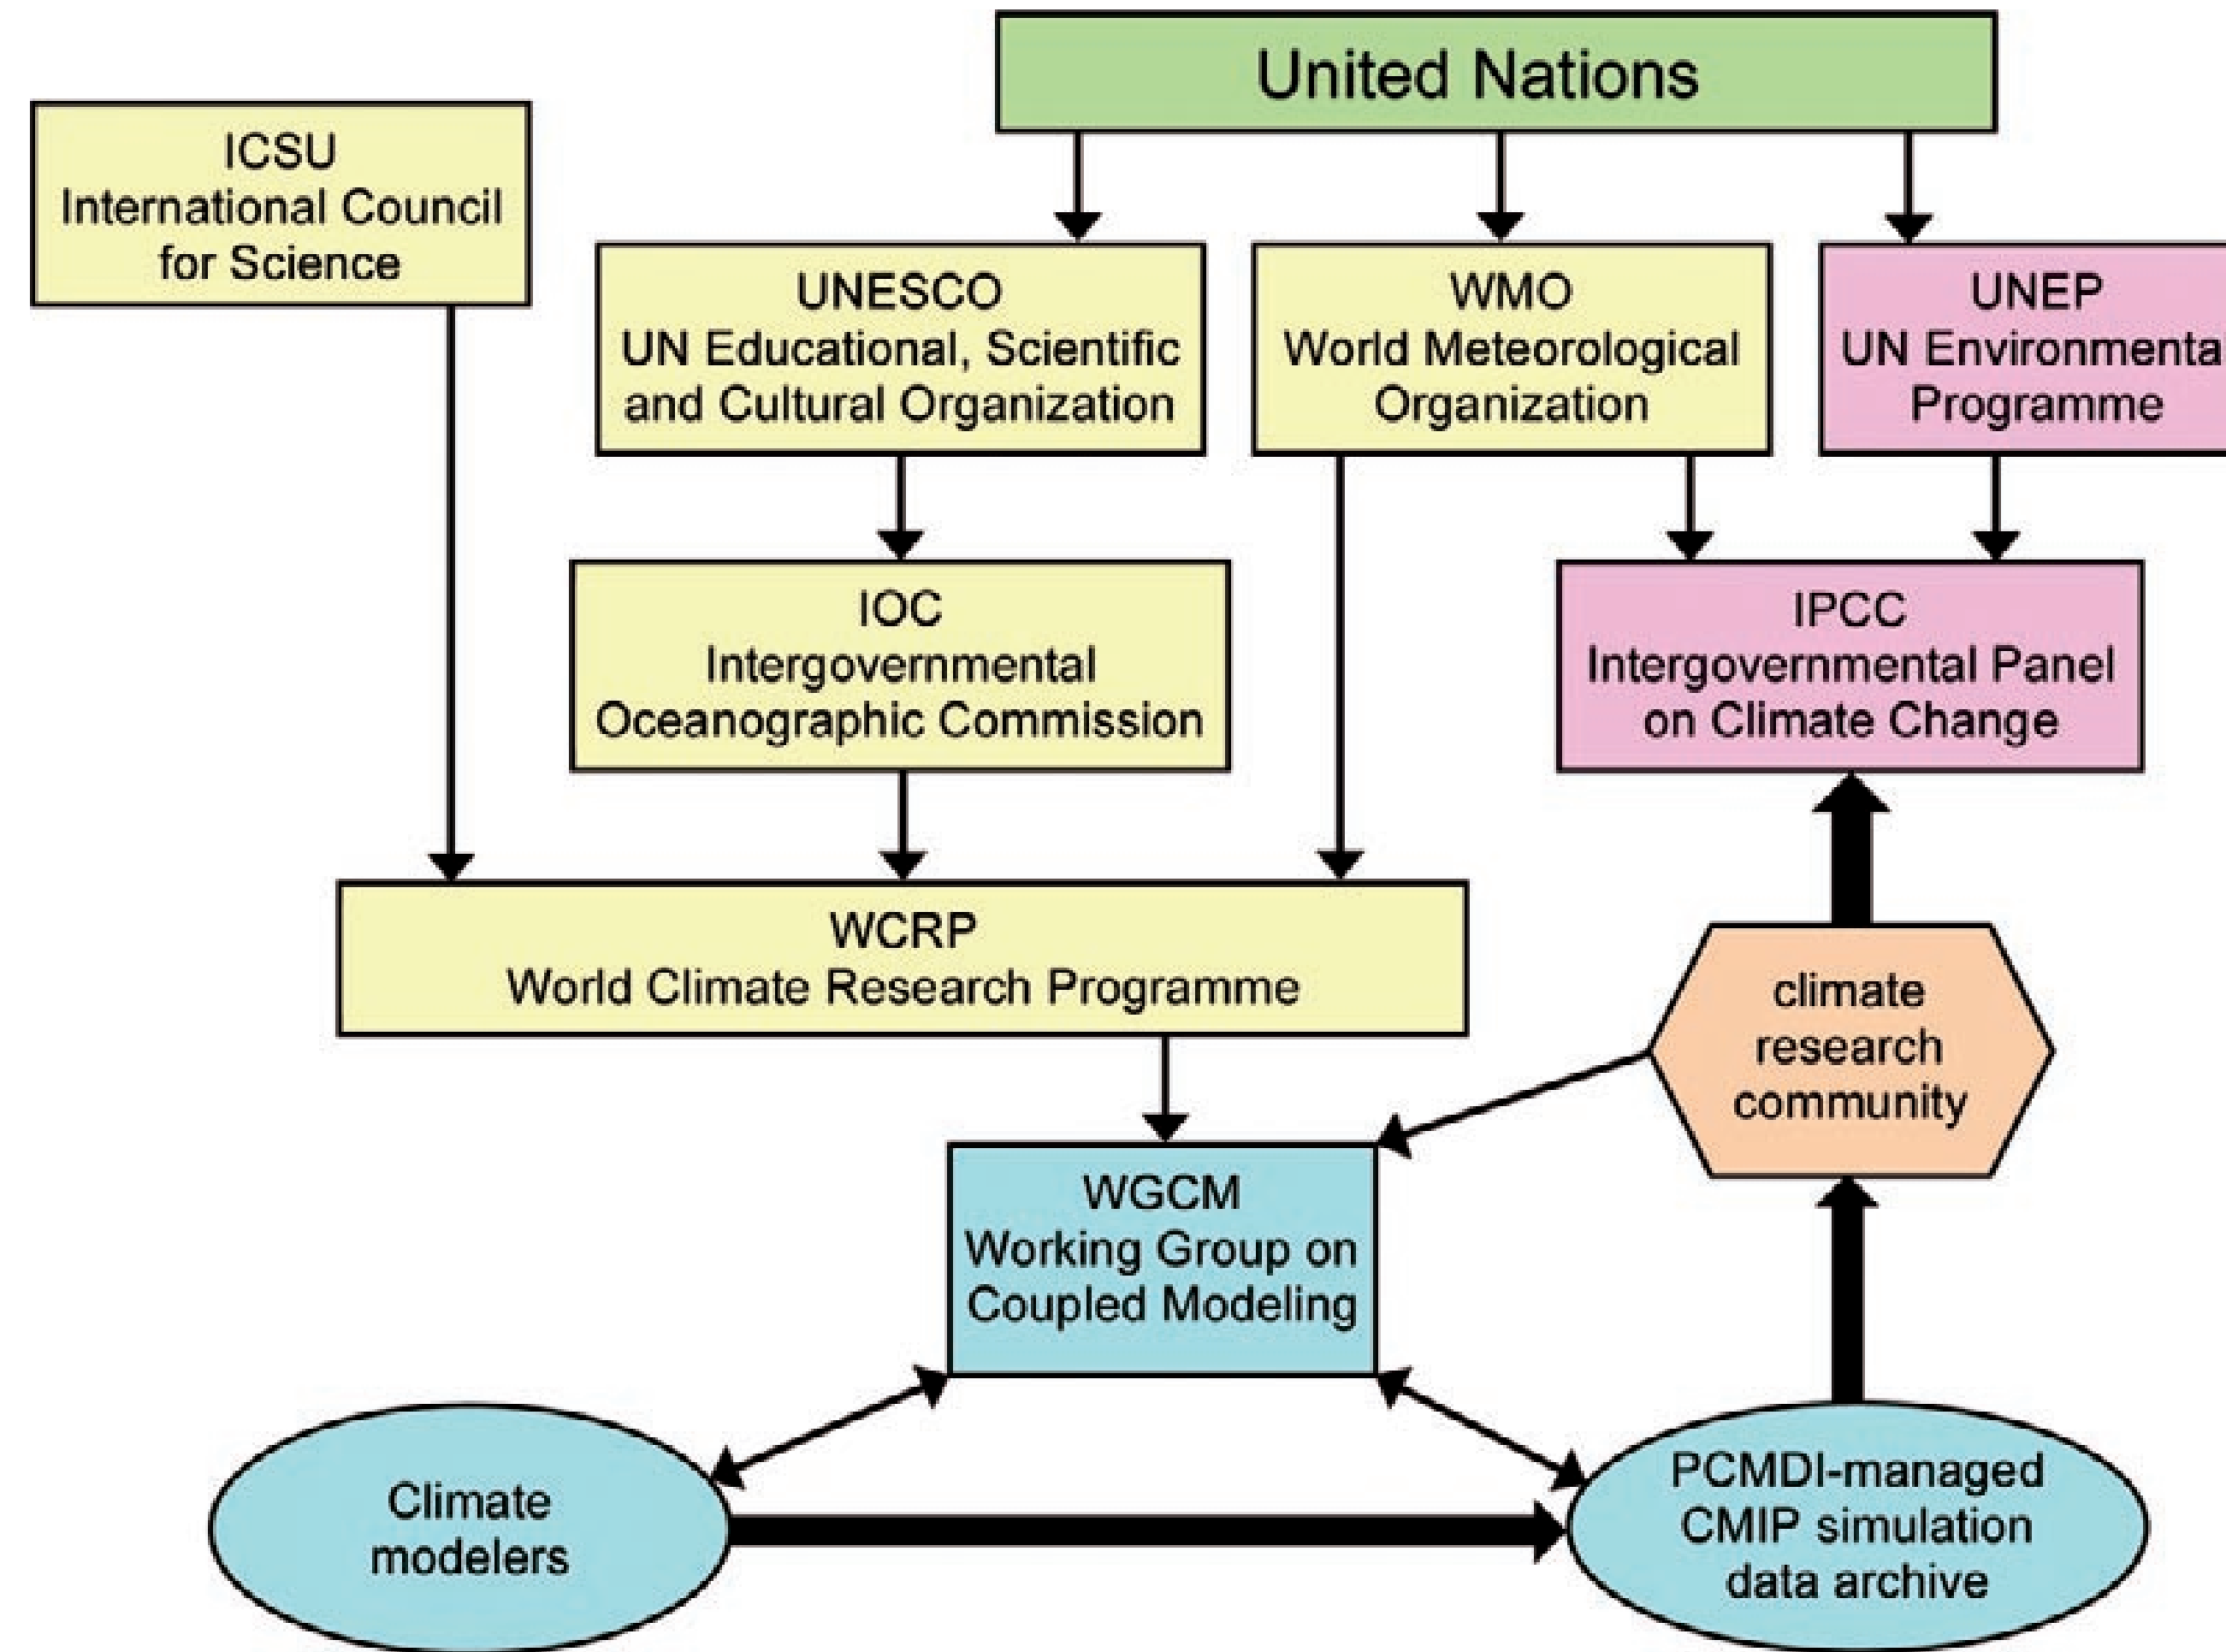 United Nations
ICSU
International Council
for Science
UNESCO
UN Educational, Scientific
and Cultural Organization
WMO
World Meteorological
Organization
UNEP
UN Environmenta
Programme
IOC
Intergovernmental
Oceanographic Commission
IPCC
Intergovernmental Panel
on Climate Change
WCRP
World Climate Research Programme
climate
research
community
WGCM
Working Group on
Coupled Modeling
Climate
modelers
PCMDI-managed
CMIP simulation
data archive